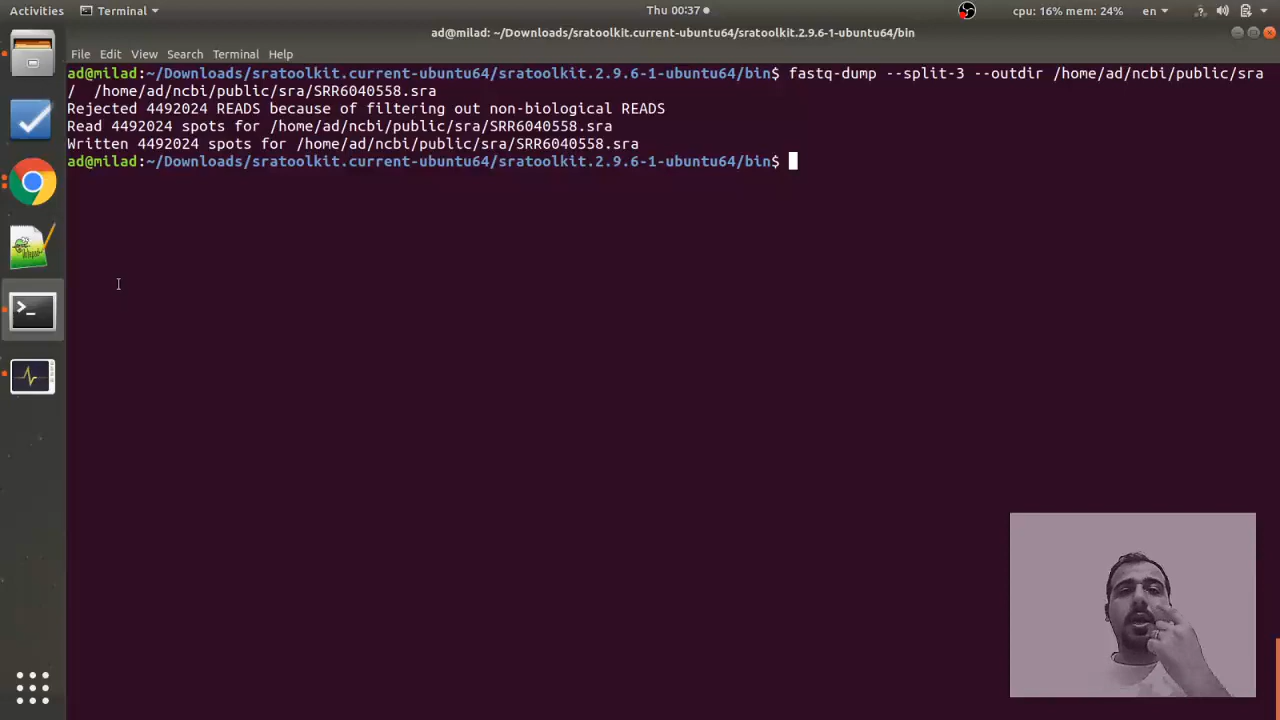 Activities Terminal Thu 00:37 cpu: 16% mem: 24% en
ad@milad: ~/Downloads/sratoolkit.current-ubuntu64/sratoolkit.2.9.6-1-ubuntu64/bin
File Edit View Search Terminal Help
ad@milad:~/Downloads/sratoolkit.current-ubuntu64/sratoolkit.2.9.6-1-ubuntu64/bin$ fastq-dump --split-3 --outdir /home/ad/ncbi/public/sra
/  /home/ad/ncbi/public/sra/SRR6040558.sra
Rejected 4492024 READS because of filtering out non-biological READS
Read 4492024 spots for /home/ad/ncbi/public/sra/SRR6040558.sra
Written 4492024 spots for /home/ad/ncbi/public/sra/SRR6040558.sra
ad@milad:~/Downloads/sratoolkit.current-ubuntu64/sratoolkit.2.9.6-1-ubuntu64/bin$